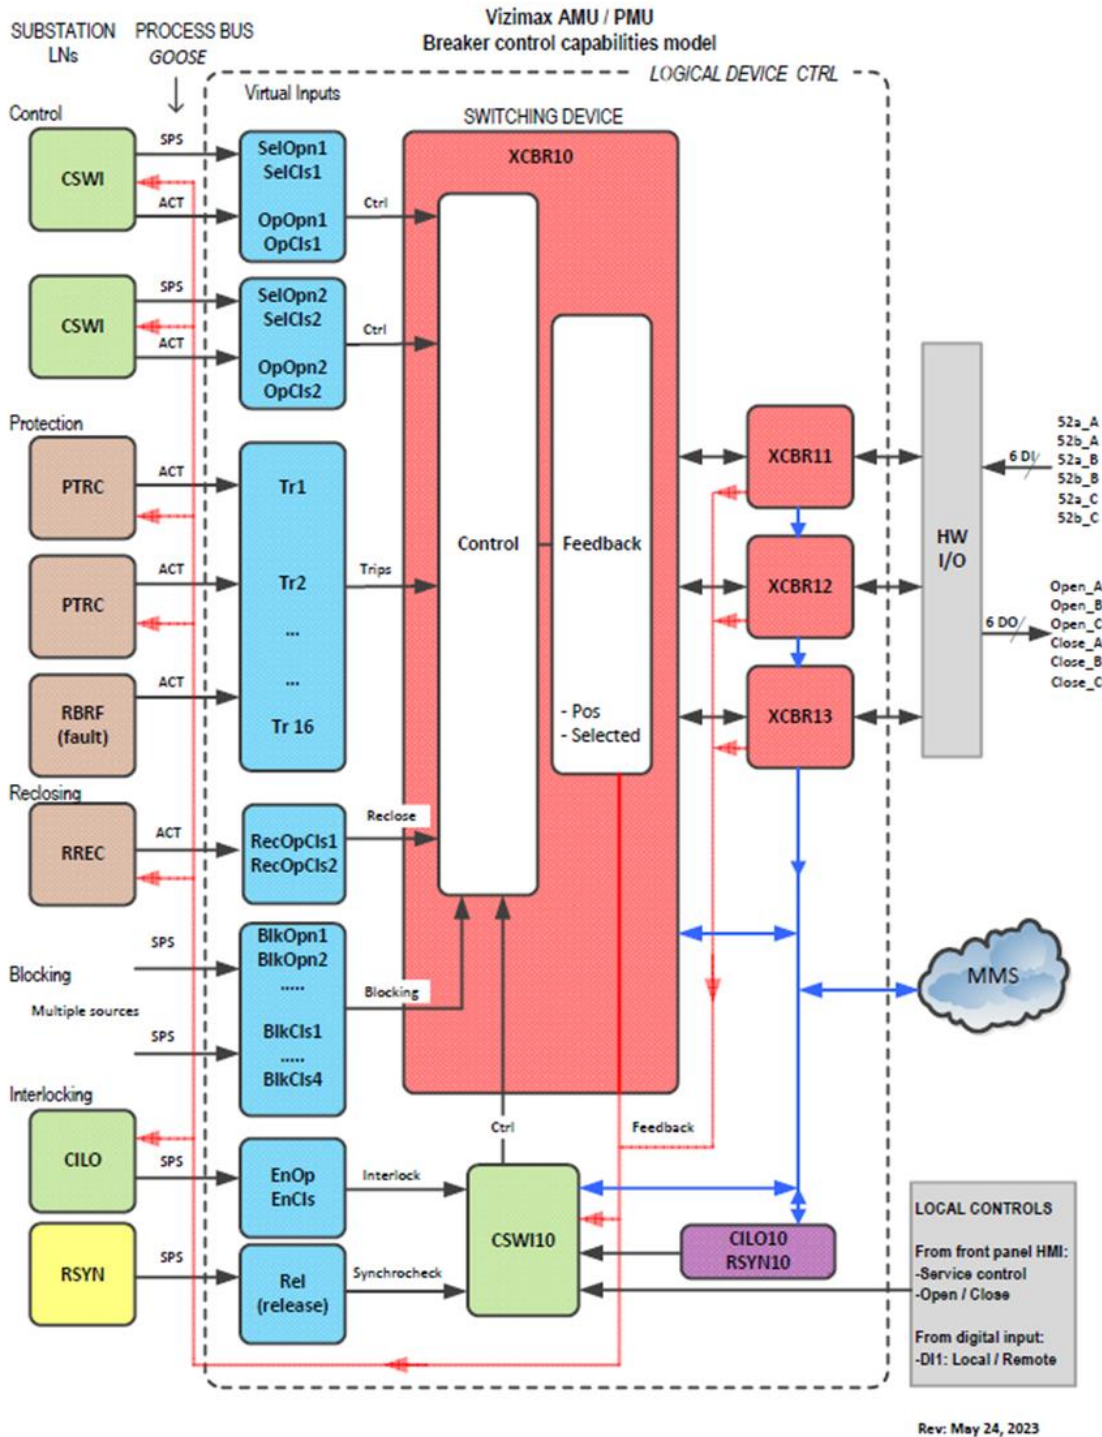 Vizimax AMU / PMU
Breaker control capabilities model
SUBSTATION
LNs
PROCESS BUS
GOOSE
LOGICAL DEVICE CTRL
Virtual Inputs
SWITCHING DEVICE
XCBR10
Control
CSWI
SPS
ACT
SelOpn1
SelCls1
OpOpn1
OpCls1
Ctrl
CSWI
SPS
ACT
SelOpn2
SelCls2
OpOpn2
OpCls2
Ctrl
Protection
PTRC
ACT
PTRC
ACT
RBRF
(fault)
ACT
Tr1
Tr2
...
...
Tr 16
Trips
Control
Feedback
- Pos
- Selected
XCBR11
XCBR12
XCBR13
HW
I/O
6 DI
52a_A
52b_A
52a_B
52b_B
52a_C
52b_C
6 DO
Open_A
Open_B
Open_C
Close_A
Close_B
Close_C
Reclosing
RREC
ACT
RecOpCls1
RecOpCls2
Reclose
Blocking
Multiple sources
SPS
SPS
BlkOpn1
BlkOpn2
.....
BlkCls1
.....
BlkCls4
Blocking
MMS
Interlocking
CILO
SPS
EnOp
EnCls
Interlock
RSYN
SPS
Rel
(release)
Synchrocheck
Ctrl
Feedback
CSWI10
CILO10
RSYN10
LOCAL CONTROLS
From front panel HMI:
-Service control
-Open / Close
From digital input:
-DI1: Local / Remote
Rev: May 24, 2023